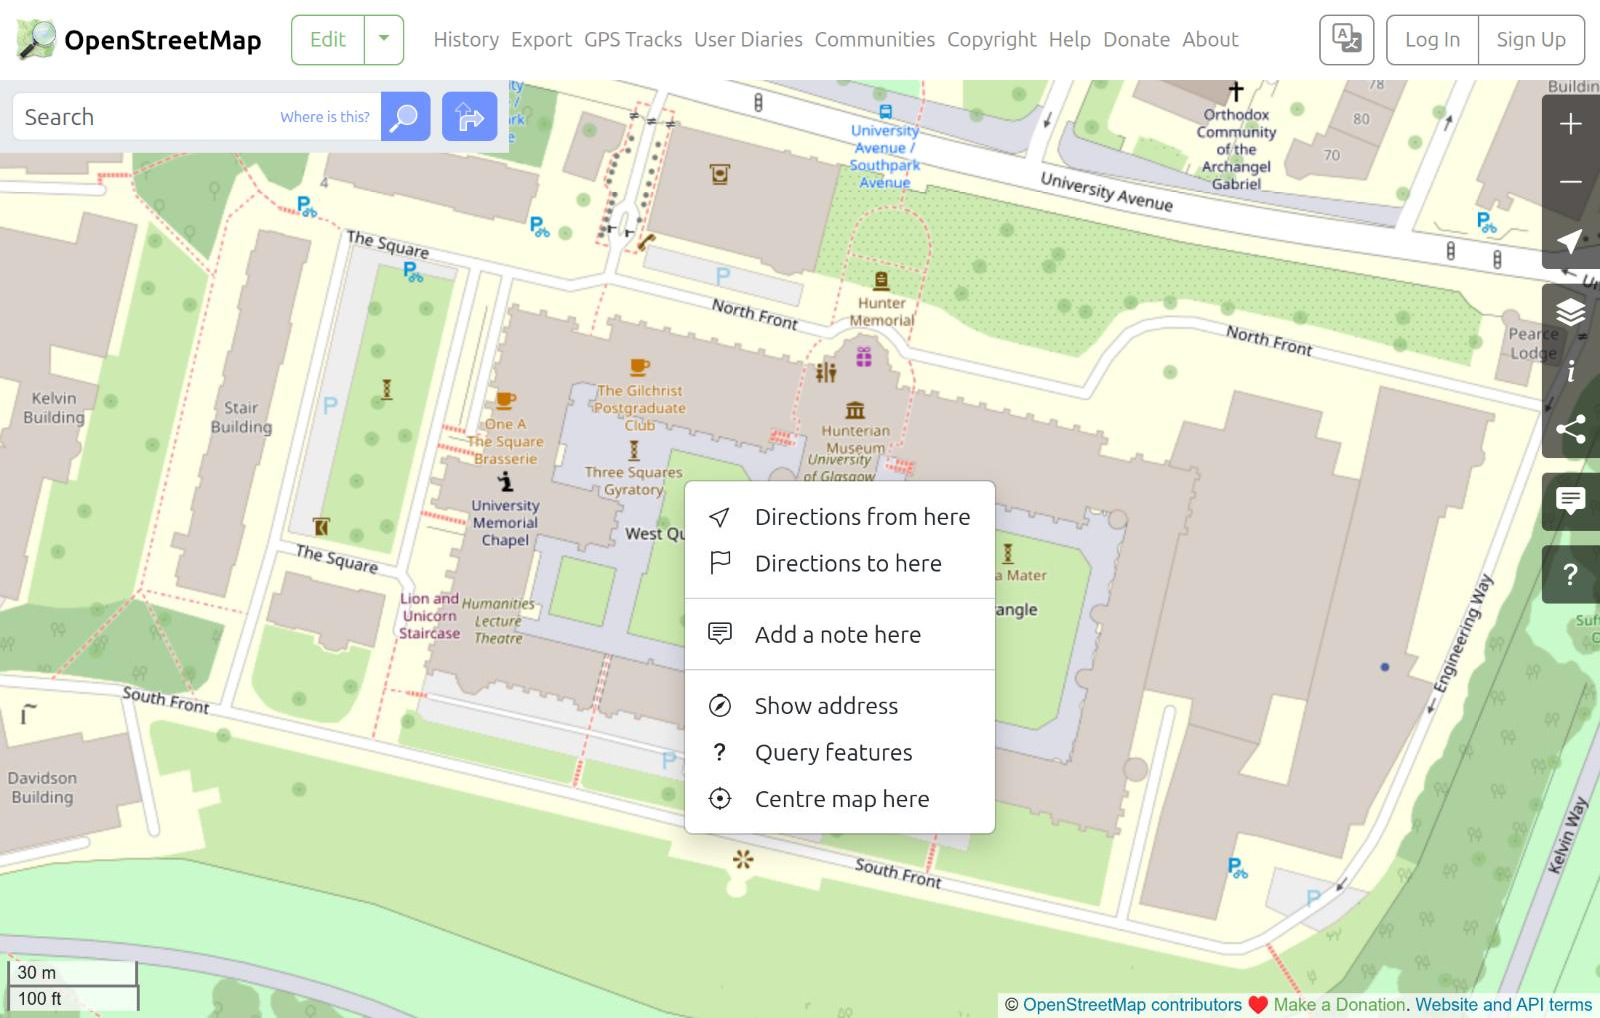 OpenStreetMap
Edit
History
Export
GPS Tracks
User Diaries
Communities
Copyright
Help
Donate
About
Log In
Sign Up
Search
Where is this?
University
Avenue /
Southpark
Avenue
Orthodox
Community
of the
Archangel
Gabriel
78
80
70
University Avenue
4
The Square
North Front
Hunter
Memorial
North Front
Pearce
Lodge
Kelvin
Building
Stair
Building
P
P
The Gilchrist
Postgraduate
Club
One A
The Square
Brasserie
Three Squares
Gyratory
Hunterian
Museum
University
of Glasgow
University
Memorial
Chapel
West Qu
The Square
Lion and
Unicorn
Staircase
Humanities
Lecture
Theatre
Directions from here
Directions to here
Add a note here
Show address
Query features
Centre map here
a Mater
angle
Engineering Way
South Front
Davidson
Building
P
South Front
P
Kelvin Way
30 m
100 ft
© OpenStreetMap contributors ❤️ Make a Donation. Website and API terms